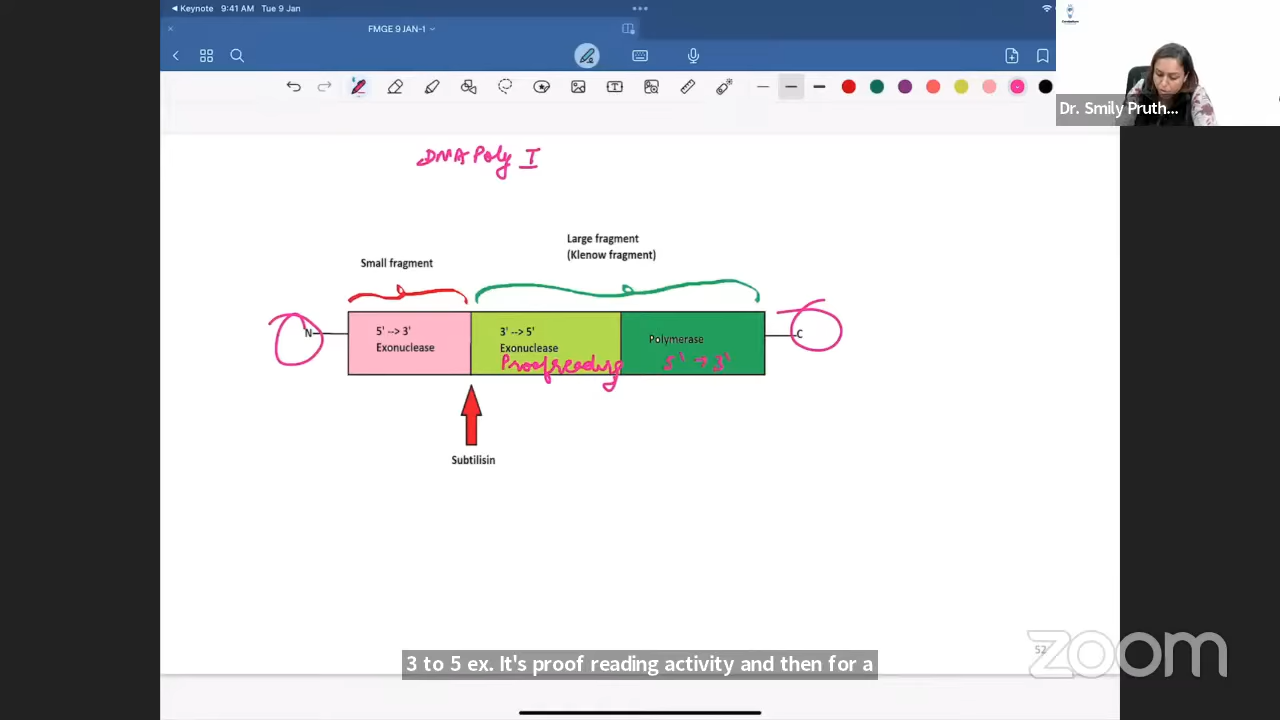 Keynote 9:41 AM Tue 9 Jan
FMGE 9 JAN-1
Dr. Smily Pruth...
DNA Poly I
Large fragment
(Klenow fragment)
Small fragment
N
5' --> 3'
Exonuclease
3' --> 5'
Exonuclease
Proofreading
Polymerase
5' → 3'
C
Subtilisin
52
zoom
3 to 5 ex. It's proof reading activity and then for a